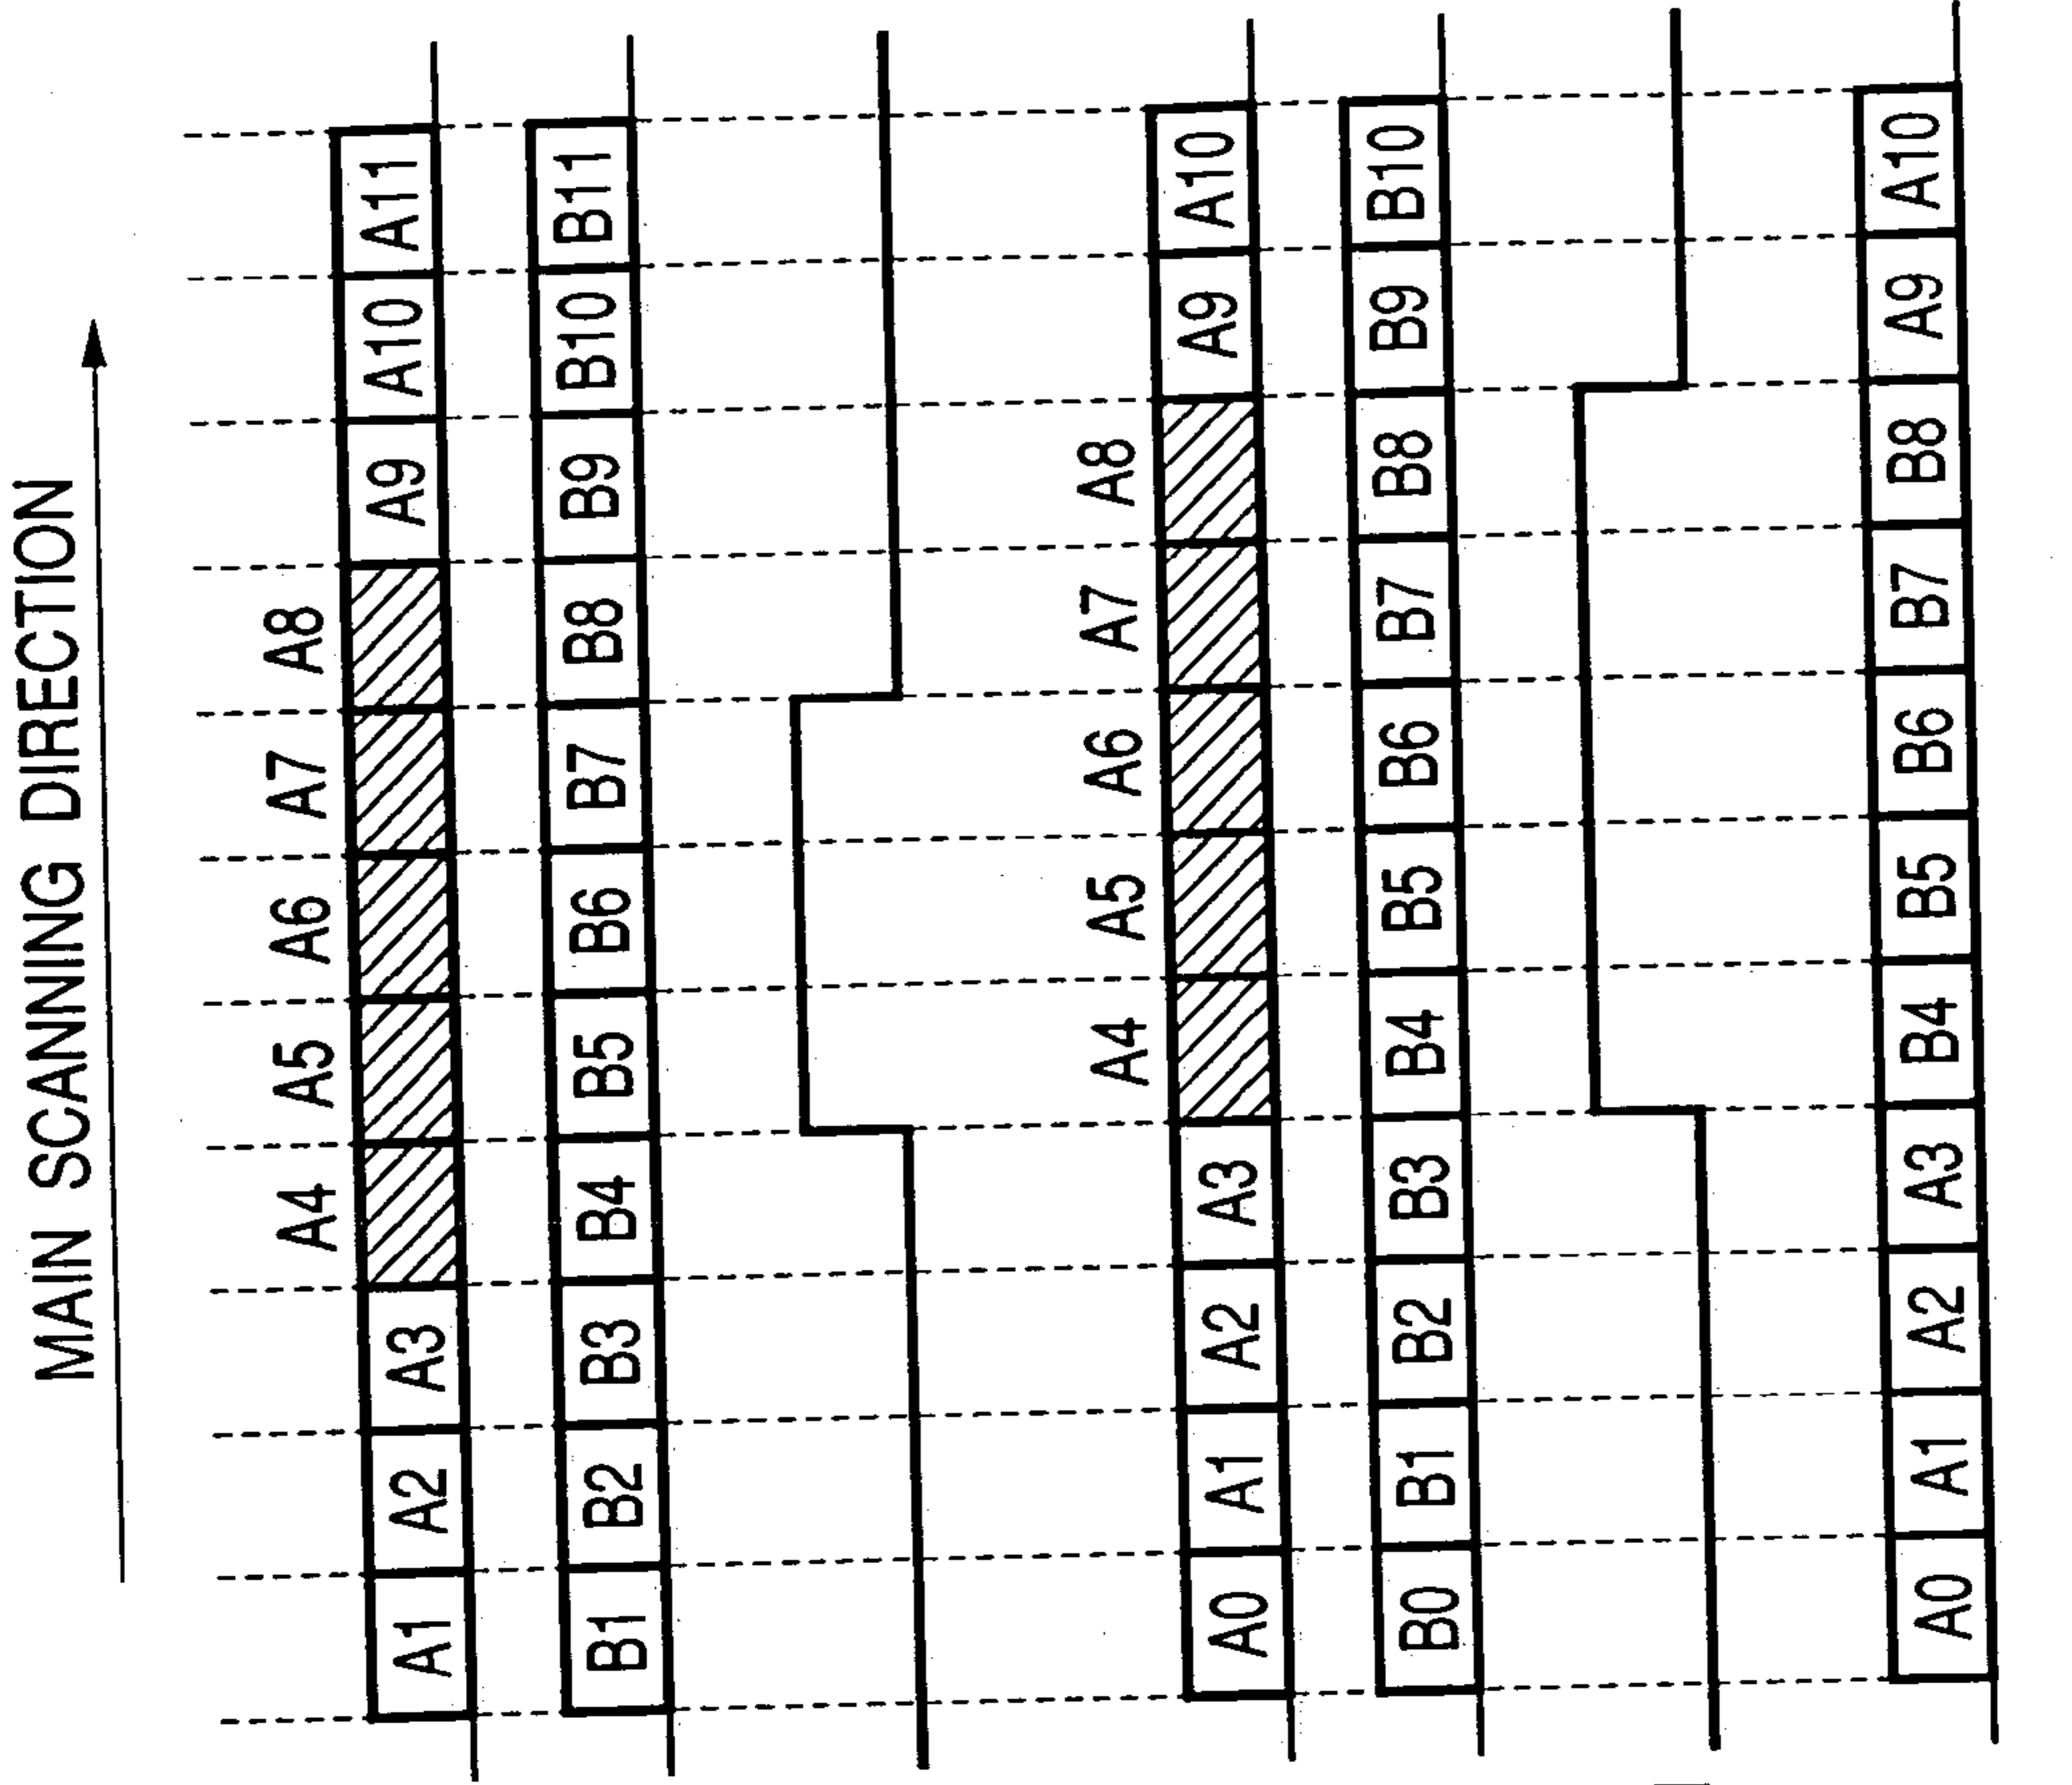 MAIN SCANNING DIRECTION
A4 A5 A6 A7 A8
A1 A2 A3 A9 A10 A11
B1 B2 B3 B4 B5 B6 B7 B8 B9 B10 B11
A4 A5 A6 A7 A8
A0 A1 A2 A3 A9 A10
B0 B1 B2 B3 B4 B5 B6 B7 B8 B9 B10
A0 A1 A2 A3 B4 B5 B6 B7 B8 A9 A10